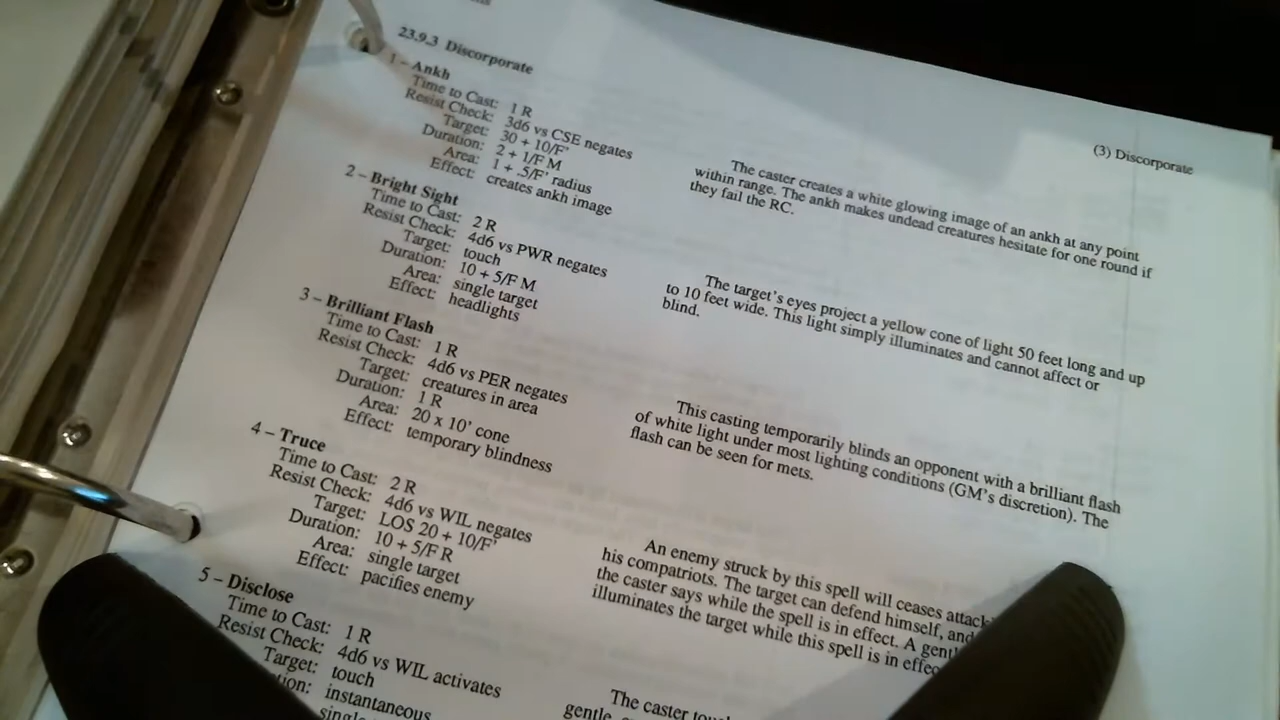 23.9.3 Discorporate
(3) Discorporate
1 – Ankh
Time to Cast: 1 R
Resist Check: 3d6 vs CSE negates
Target: 30 + 10/F'
Duration: 2 + 1/F M
Area: 1 + .5/F' radius
Effect: creates ankh image
The caster creates a white glowing image of an ankh at any point
within range. The ankh makes undead creatures hesitate for one round if
they fail the RC.
2 – Bright Sight
Time to Cast: 2 R
Resist Check: 4d6 vs PWR negates
Target: touch
Duration: 10 + 5/F M
Area: single target
Effect: headlights
The target's eyes project a yellow cone of light 50 feet long and up
to 10 feet wide. This light simply illuminates and cannot affect or
blind.
3 – Brilliant Flash
Time to Cast: 1 R
Resist Check: 4d6 vs PER negates
Target: creatures in area
Duration: 1 R
Area: 20 x 10' cone
Effect: temporary blindness
This casting temporarily blinds an opponent with a brilliant flash
of white light under most lighting conditions (GM's discretion). The
flash can be seen for mets.
4 – Truce
Time to Cast: 2 R
Resist Check: 4d6 vs WIL negates
Target: LOS 20 + 10/F'
Duration: 10 + 5/F R
Area: single target
Effect: pacifies enemy
An enemy struck by this spell will ceases attack
his compatriots. The target can defend himself, and
the caster says while the spell is in effect. A
illuminates the target while this spell is in
5 – Disclose
Time to Cast: 1 R
Resist Check: 4d6 vs WIL activates
Target: touch
instantaneous
The caster
gentle